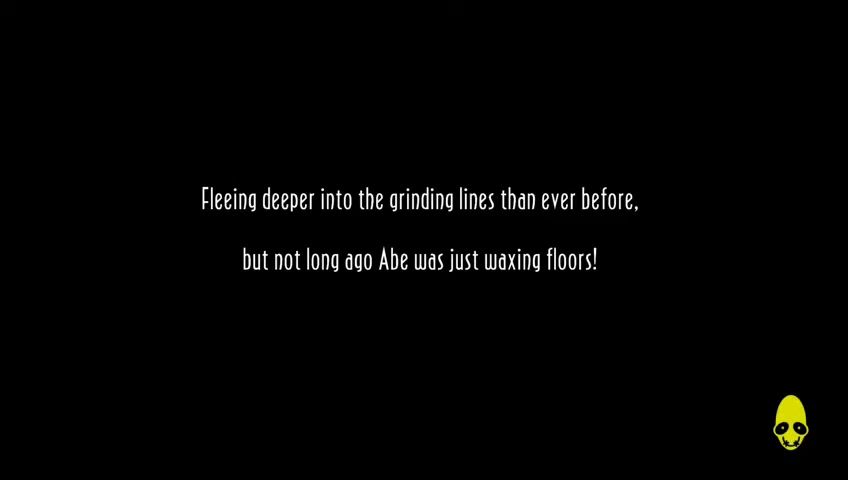 Fleeing deeper into the grinding lines than ever before,
but not long ago Abe was just waxing floors!